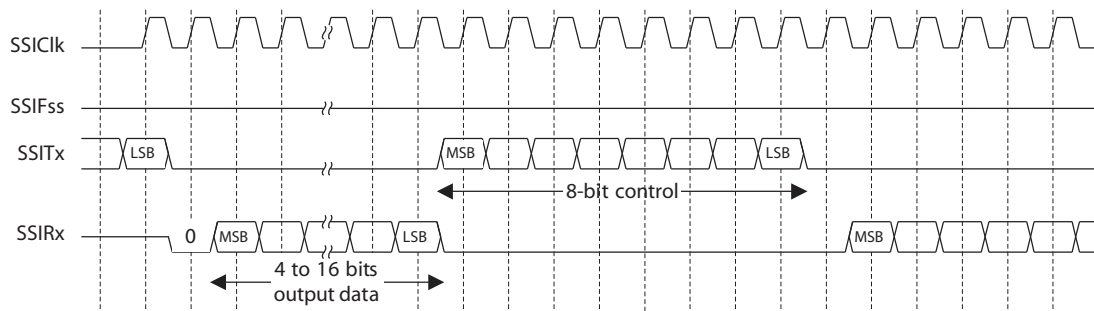 SSIClk
SSIFss
SSITx
LSB
MSB
LSB
8-bit control
SSIRx
0
MSB
LSB
MSB
4 to 16 bits
output data